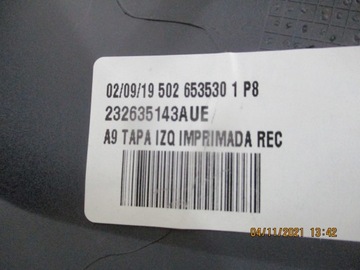 02/09/19 502 653530 1 P8
232635143AUE
A9 TAPA IZQ IMPRIMADA REC
04/11/2021 13:42